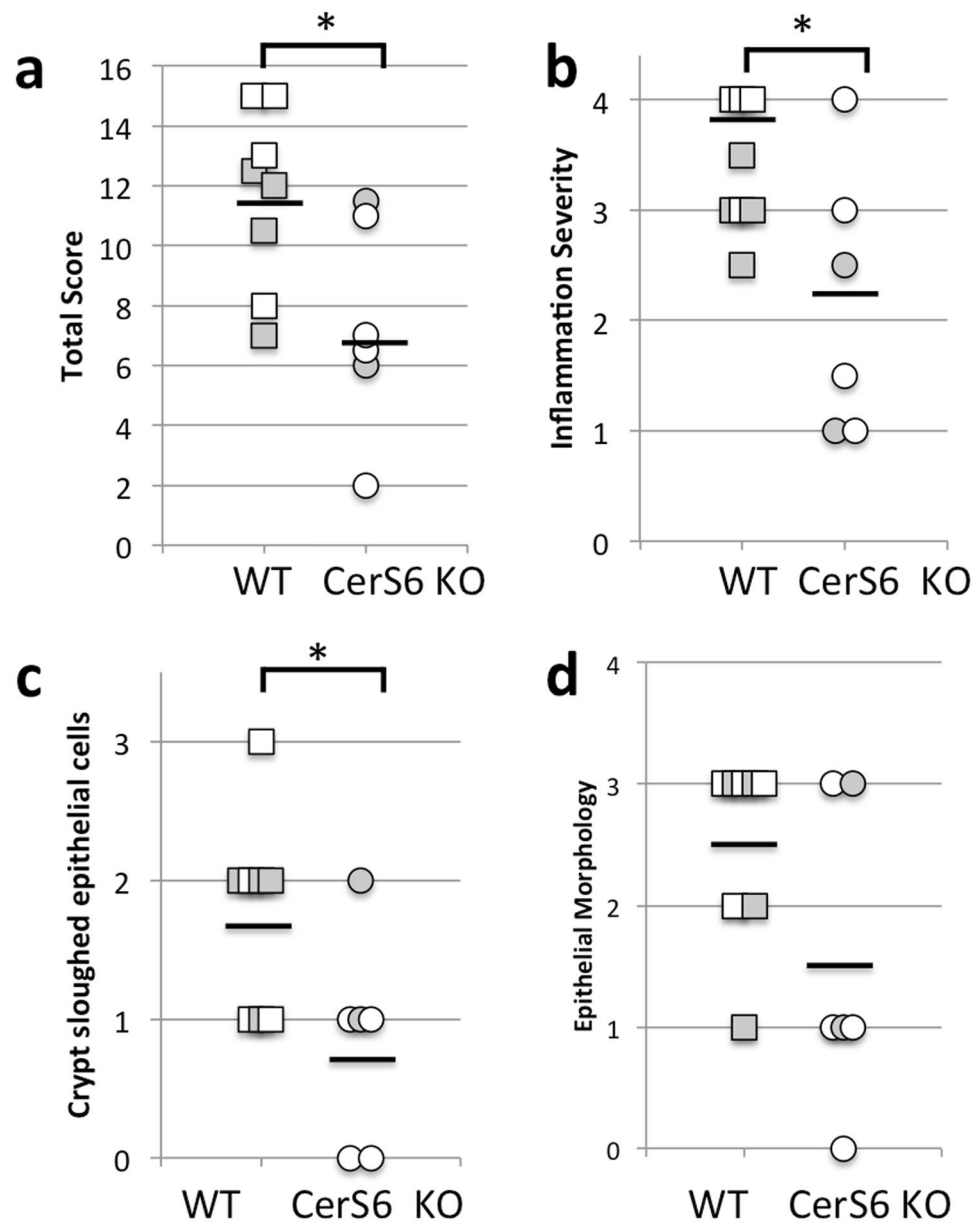 a
*
Total Score
16
14
12
10
8
6
4
2
0
WT CerS6 KO
b
*
Inflammation Severity
4
3
2
1
0
WT CerS6 KO
c
*
Crypt sloughed epithelial cells
3
2
1
0
WT CerS6 KO
d
Epithelial Morphology
4
3
2
1
0
WT CerS6 KO